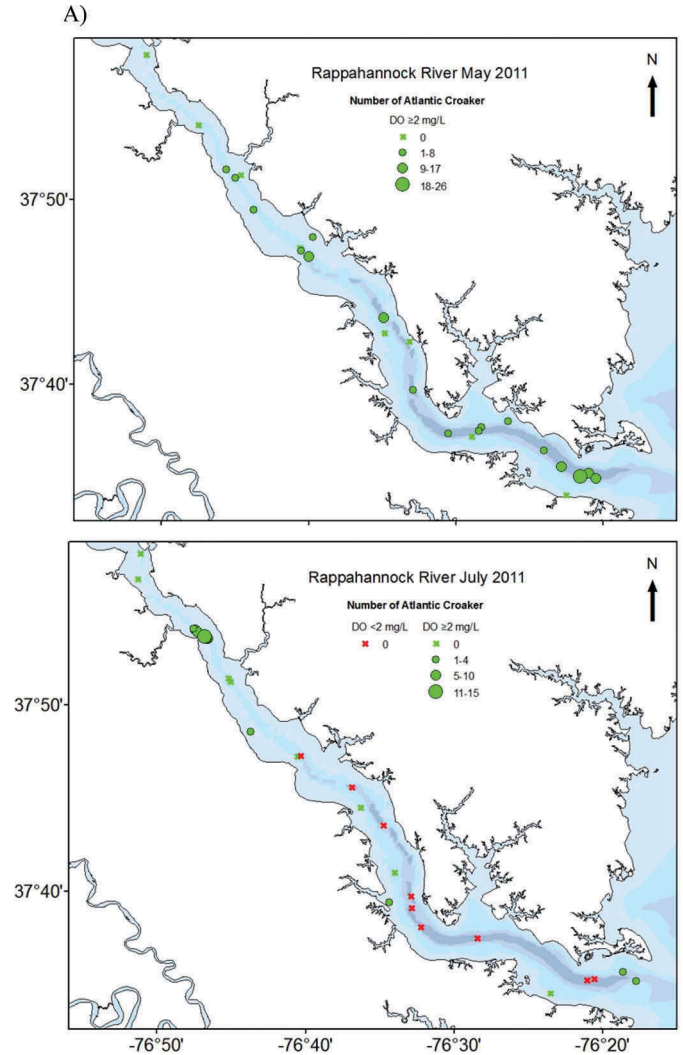 A)
Rappahannock River May 2011
N
Number of Atlantic Croaker
DO ≥2 mg/L
0
1-8
9-17
18-26
37°50'
37°40'
Rappahannock River July 2011
N
Number of Atlantic Croaker
DO <2 mg/L DO ≥2 mg/L
0 0
1-4
5-10
11-15
37°50'
37°40'
-76°50' -76°40' -76°30' -76°20'